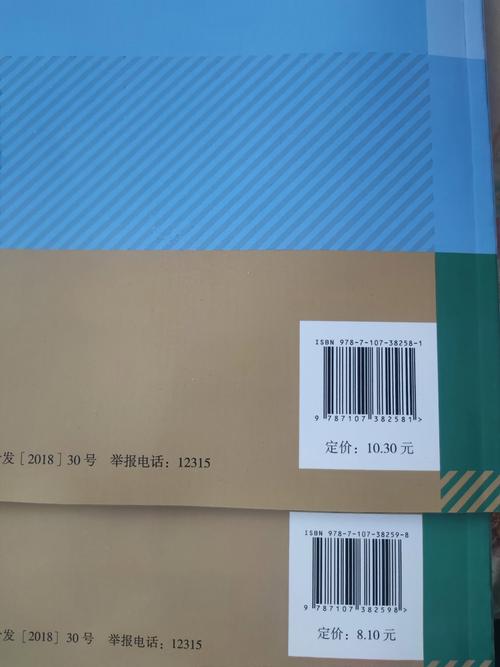 ISBN 978-7-107-38258-1
9 787107 382581 >
定价：10.30 元
发［2018］30 号 举报电话：12315
ISBN 978-7-107-38259-8
9 787107 382598 >
定价：8.10 元
发［2018］30 号 举报电话：12315